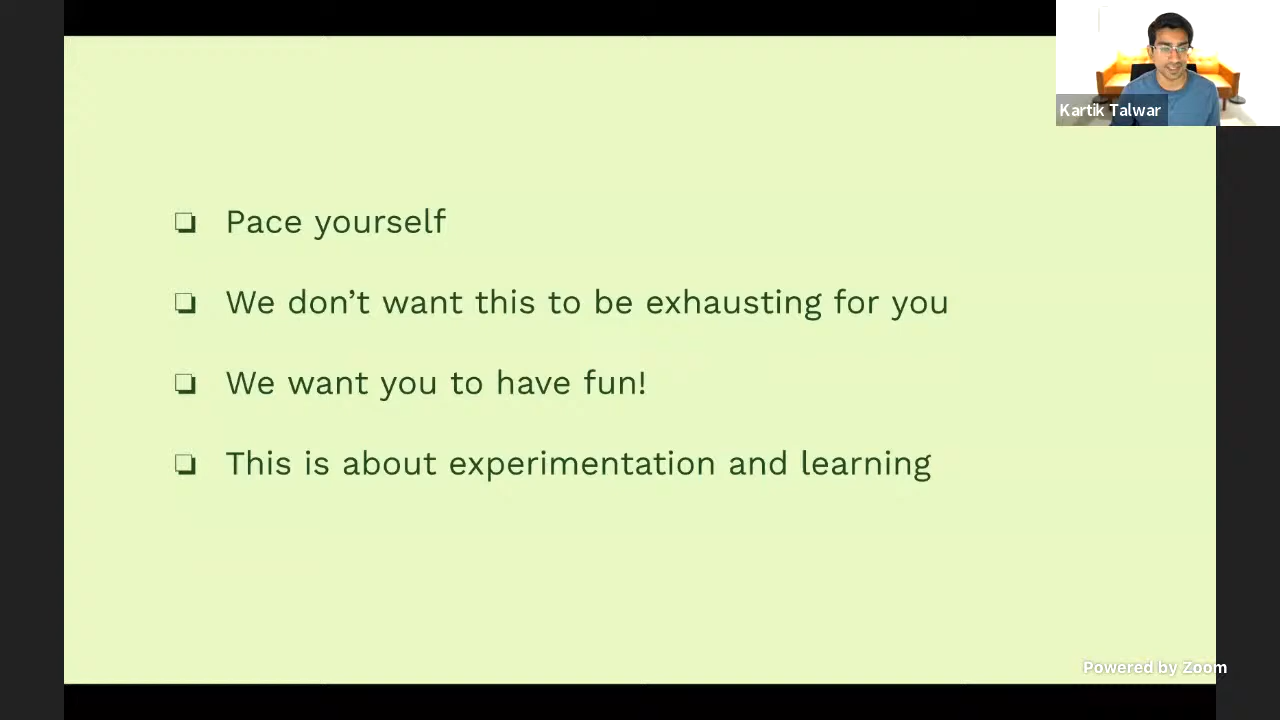 Kartik Talwar
❏ Pace yourself
❏ We don’t want this to be exhausting for you
❏ We want you to have fun!
❏ This is about experimentation and learning
Powered by Zoom